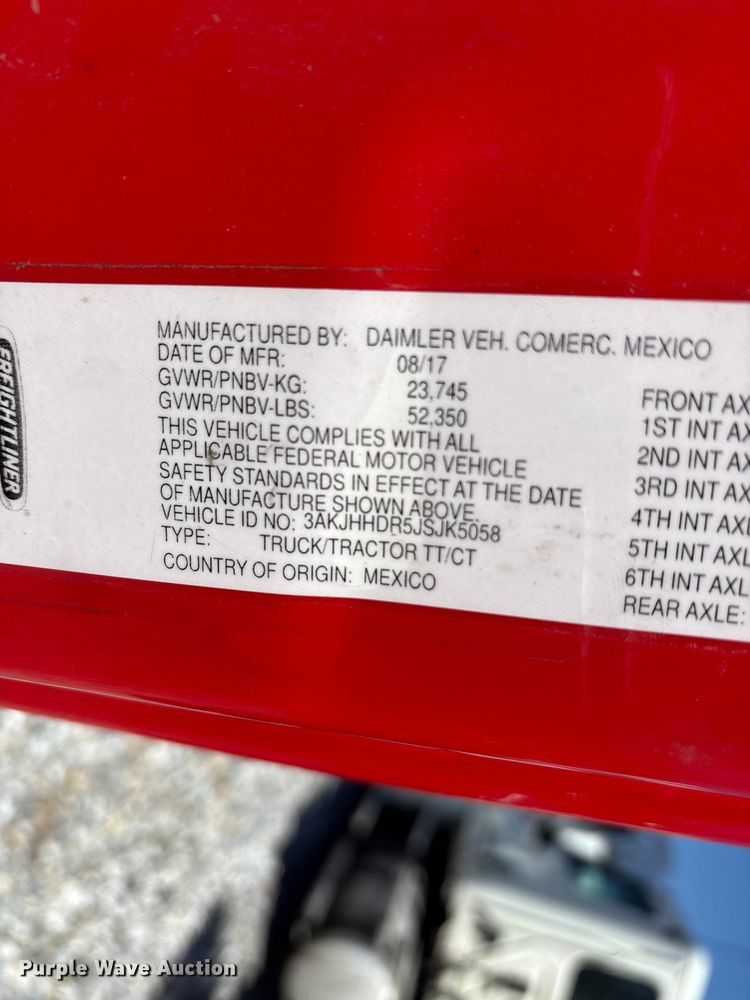 FREIGHTLINER
MANUFACTURED BY: DAIMLER VEH. COMERC. MEXICO
DATE OF MFR: 08/17
GVWR/PNBV-KG: 23,745
GVWR/PNBV-LBS: 52,350
THIS VEHICLE COMPLIES WITH ALL
APPLICABLE FEDERAL MOTOR VEHICLE
SAFETY STANDARDS IN EFFECT AT THE DATE
OF MANUFACTURE SHOWN ABOVE.
VEHICLE ID NO: 3AKJHHDR5JSJK5058
TYPE: TRUCK/TRACTOR TT/CT
COUNTRY OF ORIGIN: MEXICO
FRONT AX
1ST INT AX
2ND INT AX
3RD INT AX
4TH INT AXL
5TH INT AXL
6TH INT AXL
REAR AXLE:
Purple Wave Auction